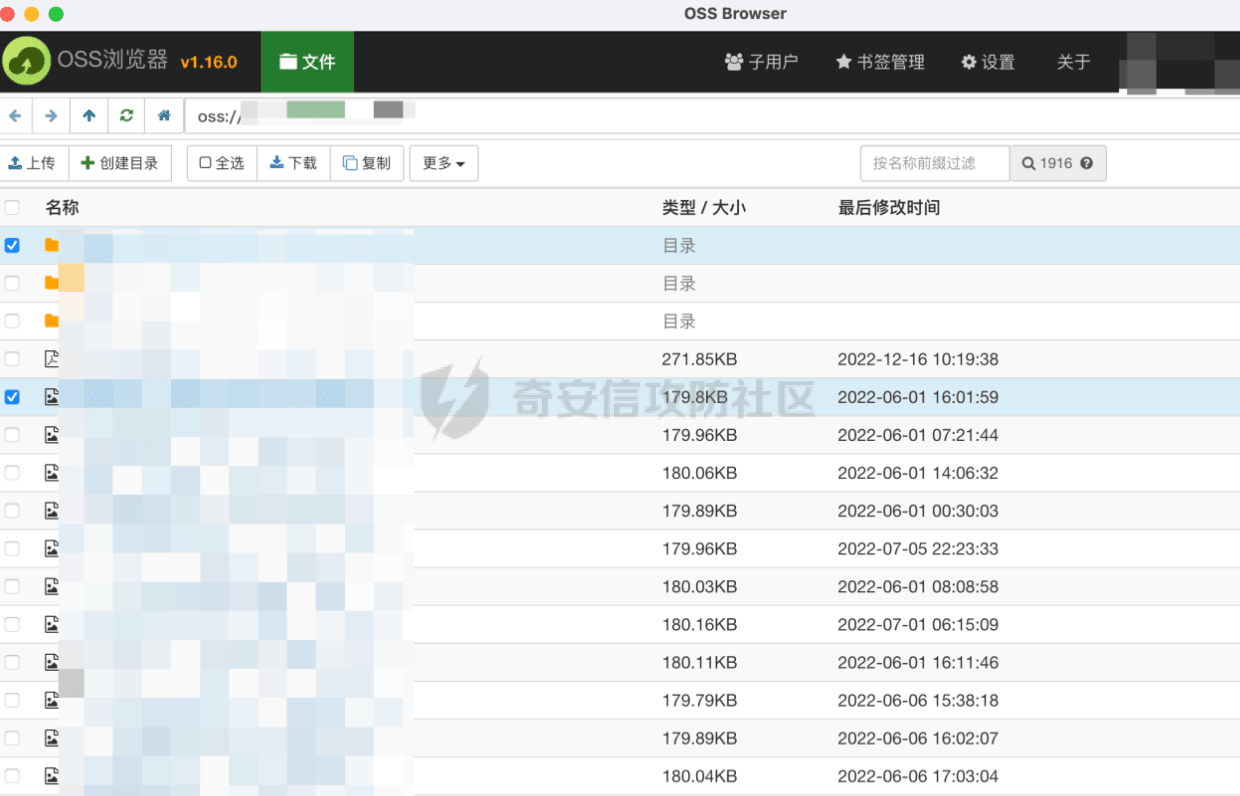 OSS Browser
OSS浏览器 v1.16.0 文件 子用户 书签管理 设置 关于
oss://
上传 创建目录 全选 下载 复制 更多 按名称前缀过滤 1916
名称 类型 / 大小 最后修改时间
目录
目录
目录
271.85KB 2022-12-16 10:19:38
179.8KB 2022-06-01 16:01:59
奇安信攻防社区
179.96KB 2022-06-01 07:21:44
180.06KB 2022-06-01 14:06:32
179.89KB 2022-06-01 00:30:03
179.96KB 2022-07-05 22:23:33
180.03KB 2022-06-01 08:08:58
180.16KB 2022-07-01 06:15:09
180.11KB 2022-06-01 16:11:46
179.79KB 2022-06-06 15:38:18
179.89KB 2022-06-06 16:02:07
180.04KB 2022-06-06 17:03:04